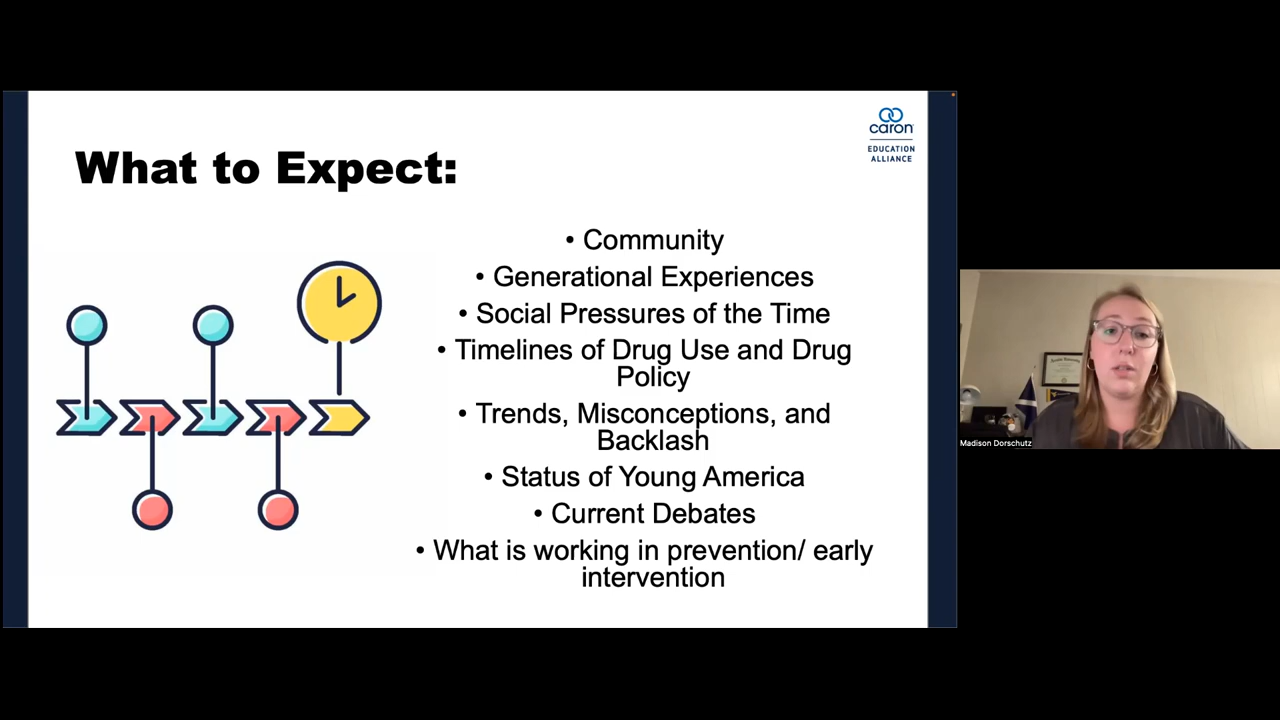 caron
EDUCATION
ALLIANCE
What to Expect:
• Community
• Generational Experiences
• Social Pressures of the Time
• Timelines of Drug Use and Drug
Policy
• Trends, Misconceptions, and
Backlash
• Status of Young America
• Current Debates
• What is working in prevention/ early
intervention
Madison Dorschutz